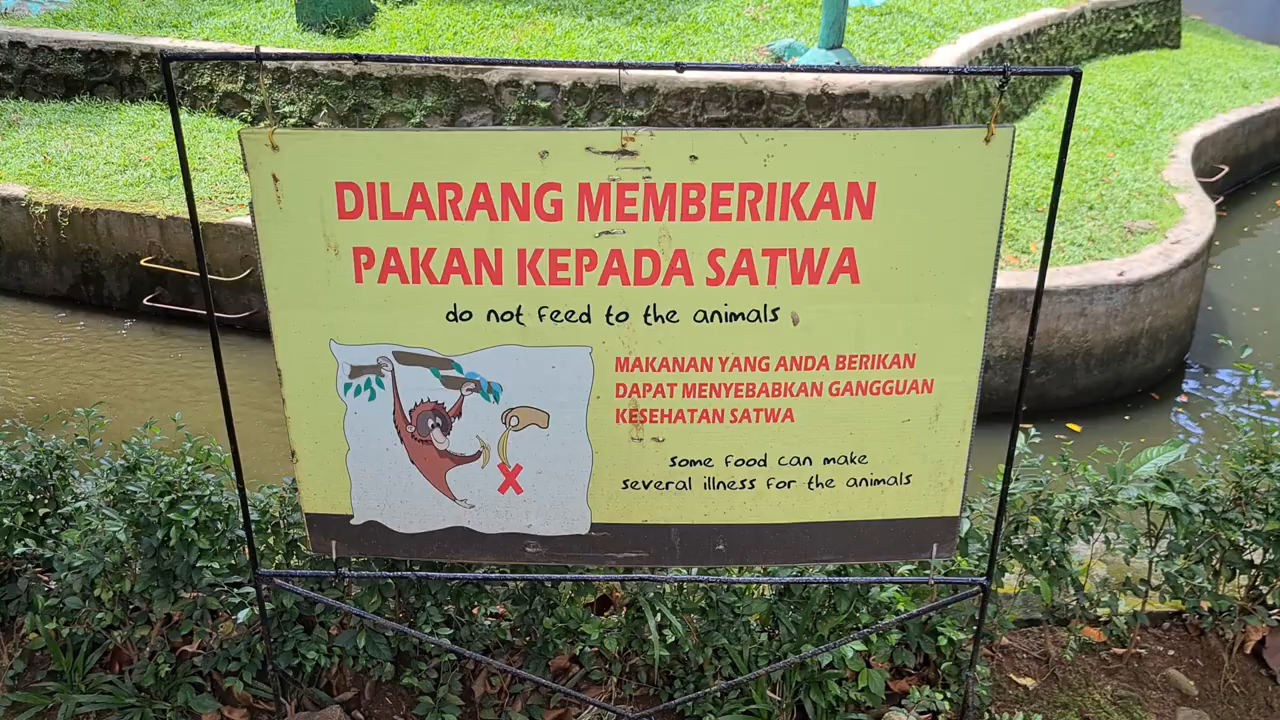 DILARANG MEMBERIKAN
PAKAN KEPADA SATWA
do not feed to the animals
MAKANAN YANG ANDA BERIKAN
DAPAT MENYEBABKAN GANGGUAN
KESEHATAN SATWA
some food can make
several illness for the animals